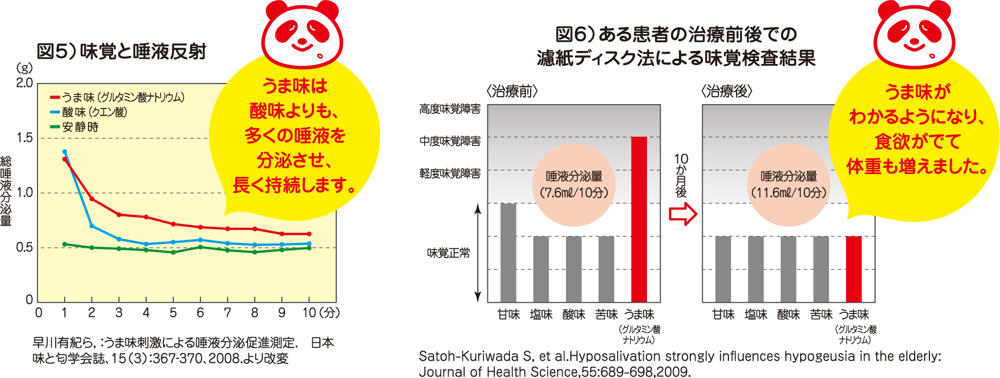 図5）味覚と唾液反射
(g)
2.0
1.5
1.0
0.5
0
総唾液分泌量
うま味（グルタミン酸ナトリウム）
酸味（クエン酸）
安静時
0 1 2 3 4 5 6 7 8 9 10（分）
うま味は
酸味よりも、
多くの唾液を
分泌させ、
長く持続します。
早川有紀ら，：うま味刺激による唾液分泌促進測定． 日本
味と匂学会誌、15（3）：367-370、2008．より改変
図6）ある患者の治療前後での
濾紙ディスク法による味覚検査結果
〈治療前〉
高度味覚障害
中度味覚障害
軽度味覚障害
味覚正常
唾液分泌量
（7.6㎖/10分）
甘味 塩味 酸味 苦味 うま味
（グルタミン酸
ナトリウム）
10か月後
〈治療後〉
唾液分泌量
（11.6㎖/10分）
甘味 塩味 酸味 苦味 うま味
（グルタミン酸
ナトリウム）
うま味が
わかるようになり、
食欲がでて
体重も増えました。
Satoh-Kuriwada S, et al.Hyposalivation strongly influences hypogeusia in the elderly:
Journal of Health Science,55:689-698,2009.